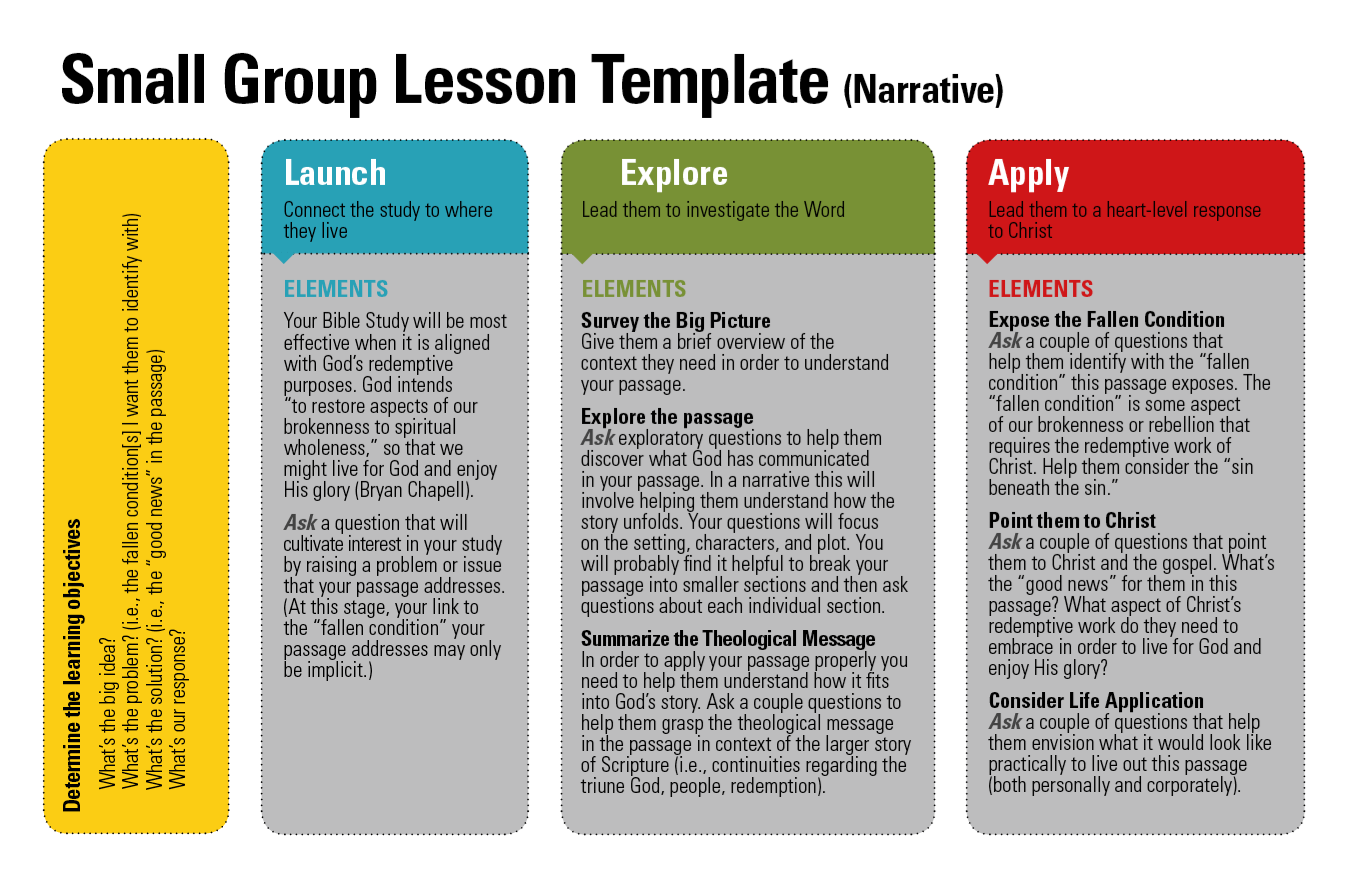 Small Group Lesson Template (Narrative)
Determine the learning objectives
What's the big idea?
What's the problem? (i.e., the fallen condition[s] I want them to identify with)
What's the solution? (i.e., the “good news” in the passage)
What's our response?
Launch
Connect the study to where
they live
ELEMENTS
Your Bible Study will be most
effective when it is aligned
with God's redemptive
purposes. God intends
“to restore aspects of our
brokenness to spiritual
wholeness,” so that we
might live for God and enjoy
His glory (Bryan Chapell).
Ask a question that will
cultivate interest in your study
by raising a problem or issue
that your passage addresses.
(At this stage, your link to
the “fallen condition” your
passage addresses may only
be implicit.)
Explore
Lead them to investigate the Word
ELEMENTS
Survey the Big Picture
Give them a brief overview of the
context they need in order to understand
your passage.
Explore the passage
Ask exploratory questions to help them
discover what God has communicated
in your passage. In a narrative this will
involve helping them understand how the
story unfolds. Your questions will focus
on the setting, characters, and plot. You
will probably find it helpful to break your
passage into smaller sections and then ask
questions about each individual section.
Summarize the Theological Message
In order to apply your passage properly you
need to help them understand how it fits
into God's story. Ask a couple questions to
help them grasp the theological message
in the passage in context of the larger story
of Scripture (i.e., continuities regarding the
triune God, people, redemption).
Apply
Lead them to a heart-level response
to Christ
ELEMENTS
Expose the Fallen Condition
Ask a couple of questions that
help them identify with the “fallen
condition” this passage exposes. The
“fallen condition” is some aspect
of our brokenness or rebellion that
requires the redemptive work of
Christ. Help them consider the “sin
beneath the sin.”
Point them to Christ
Ask a couple of questions that point
them to Christ and the gospel. What's
the “good news” for them in this
passage? What aspect of Christ's
redemptive work do they need to
embrace in order to live for God and
enjoy His glory?
Consider Life Application
Ask a couple of questions that help
them envision what it would look like
practically to live out this passage
(both personally and corporately).